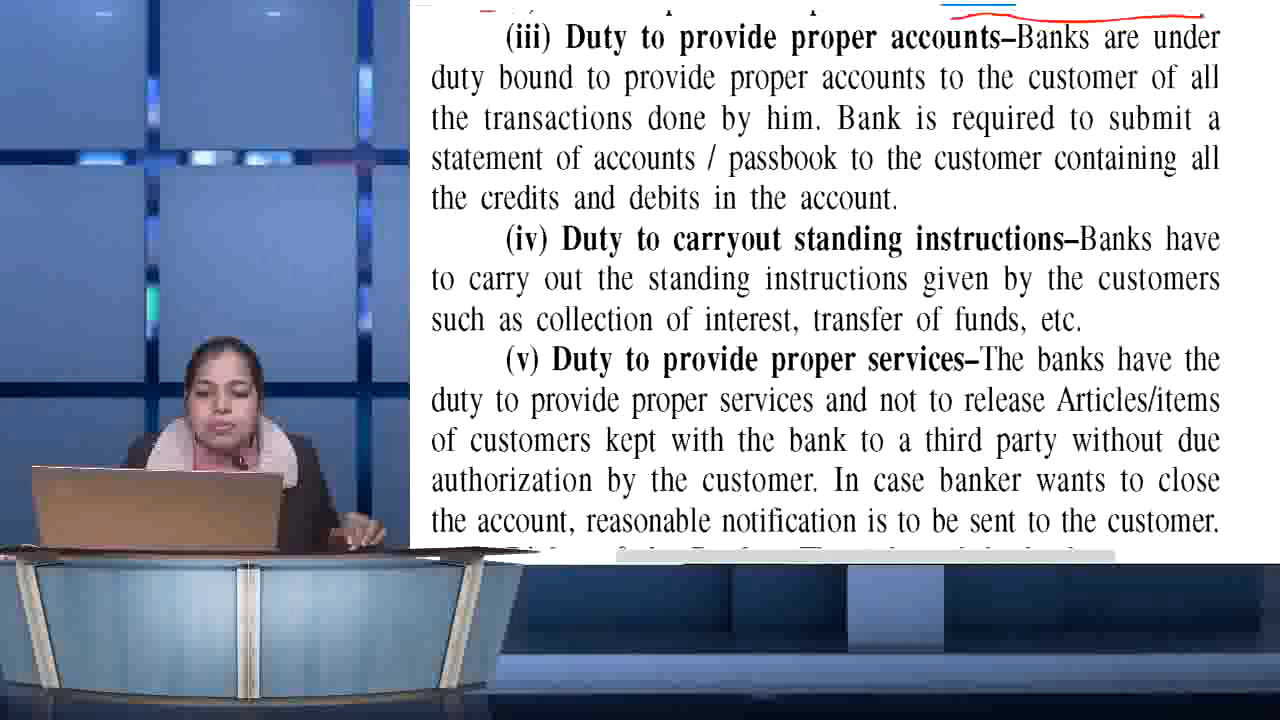 (iii) Duty to provide proper accounts–Banks are under
duty bound to provide proper accounts to the customer of all
the transactions done by him. Bank is required to submit a
statement of accounts / passbook to the customer containing all
the credits and debits in the account.
(iv) Duty to carryout standing instructions–Banks have
to carry out the standing instructions given by the customers
such as collection of interest, transfer of funds, etc.
(v) Duty to provide proper services–The banks have the
duty to provide proper services and not to release Articles/items
of customers kept with the bank to a third party without due
authorization by the customer. In case banker wants to close
the account, reasonable notification is to be sent to the customer.